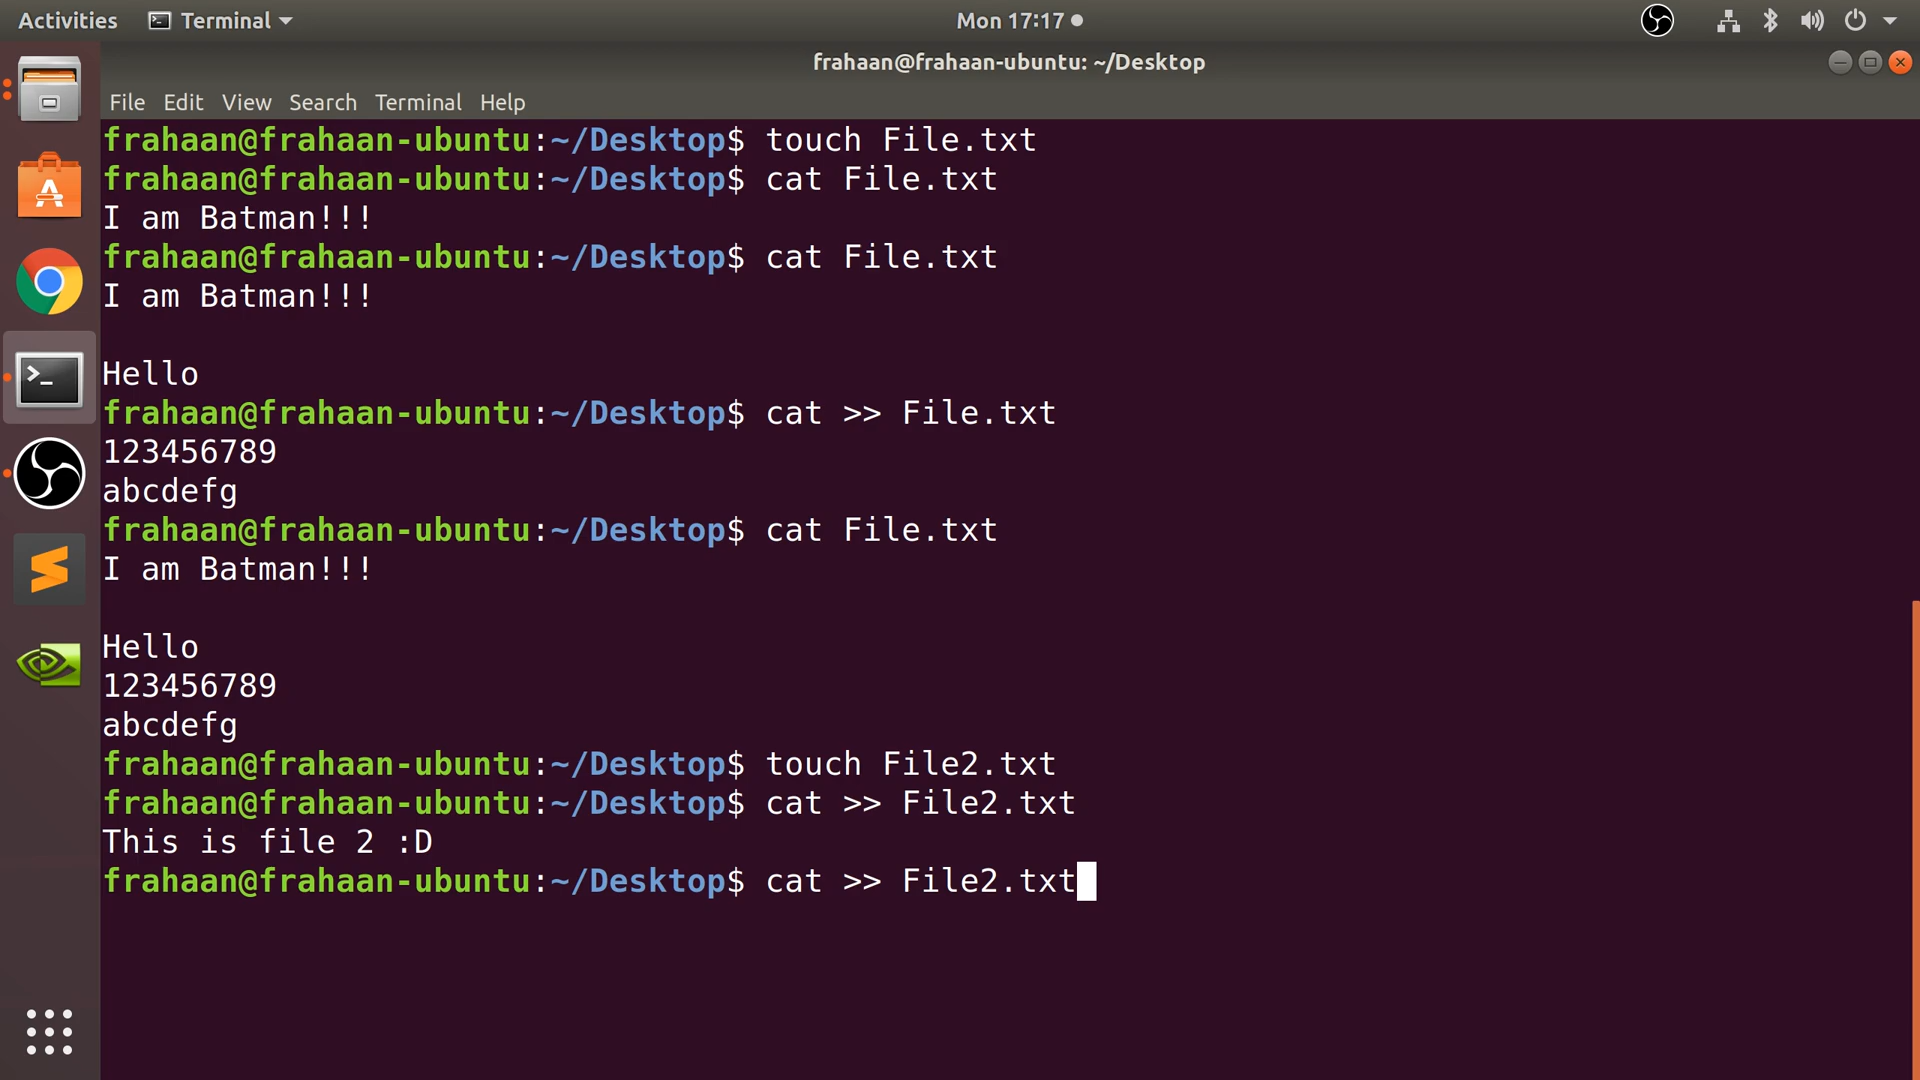 Activities Terminal Mon 17:17
frahaan@frahaan-ubuntu: ~/Desktop
File Edit View Search Terminal Help
frahaan@frahaan-ubuntu:~/Desktop$ touch File.txt
frahaan@frahaan-ubuntu:~/Desktop$ cat File.txt
I am Batman!!!
frahaan@frahaan-ubuntu:~/Desktop$ cat File.txt
I am Batman!!!
Hello
frahaan@frahaan-ubuntu:~/Desktop$ cat >> File.txt
123456789
abcdefg
frahaan@frahaan-ubuntu:~/Desktop$ cat File.txt
I am Batman!!!
Hello
123456789
abcdefg
frahaan@frahaan-ubuntu:~/Desktop$ touch File2.txt
frahaan@frahaan-ubuntu:~/Desktop$ cat >> File2.txt
This is file 2 :D
frahaan@frahaan-ubuntu:~/Desktop$ cat >> File2.txt